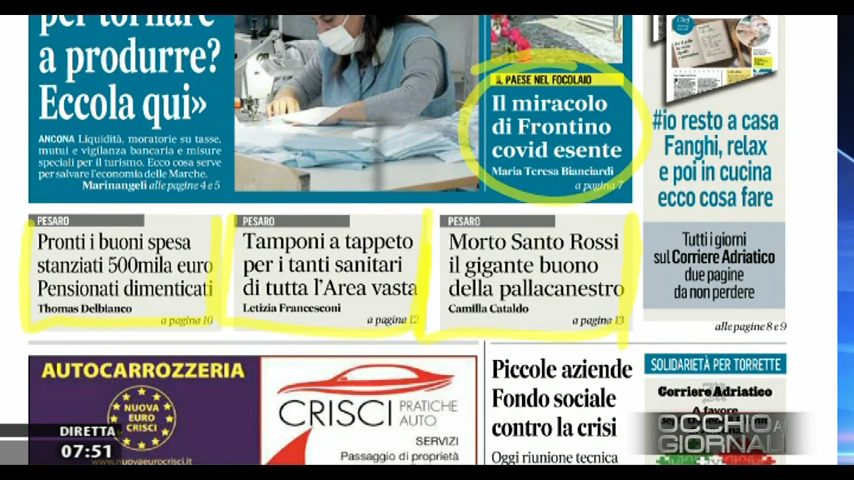 per tornare
a produrre?
Eccola qui»
ANCONA Liquidità, moratorie su tasse,
mutui e vigilanza bancaria e misure
speciali per il turismo. Ecco cosa serve
per salvare l'economia delle Marche.
Marinangeli alle pagine 4 e 5
IL PAESE NEL FOCOLAIO
Il miracolo
di Frontino
covid esente
Maria Teresa Bianciardi
a pagina 7
#io resto a casa
Fanghi, relax
e poi in cucina
ecco cosa fare
Tutti i giorni
sul Corriere Adriatico
due pagine
da non perdere
alle pagine 8 e 9
PESARO
Pronti i buoni spesa
stanziati 500mila euro
Pensionati dimenticati
Thomas Delbianco
a pagina 10
PESARO
Tamponi a tappeto
per i tanti sanitari
di tutta l'Area vasta
Letizia Francesconi
a pagina 12
PESARO
Morto Santo Rossi
il gigante buono
della pallacanestro
Camilla Cataldo
a pagina 13
AUTOCARROZZERIA
NUOVA
EURO
CRISCI
www.nuovaeurocrisci.it
CRISCI PRATICHE
AUTO
SERVIZI
Passaggio di proprietà
Piccole aziende
Fondo sociale
contro la crisi
Oggi riunione tecnica
SOLIDARIETÀ PER TORRETTE
Corriere Adriatico
A favore
DIRETTA
07:51
OCCHIO AI
GIORNALI